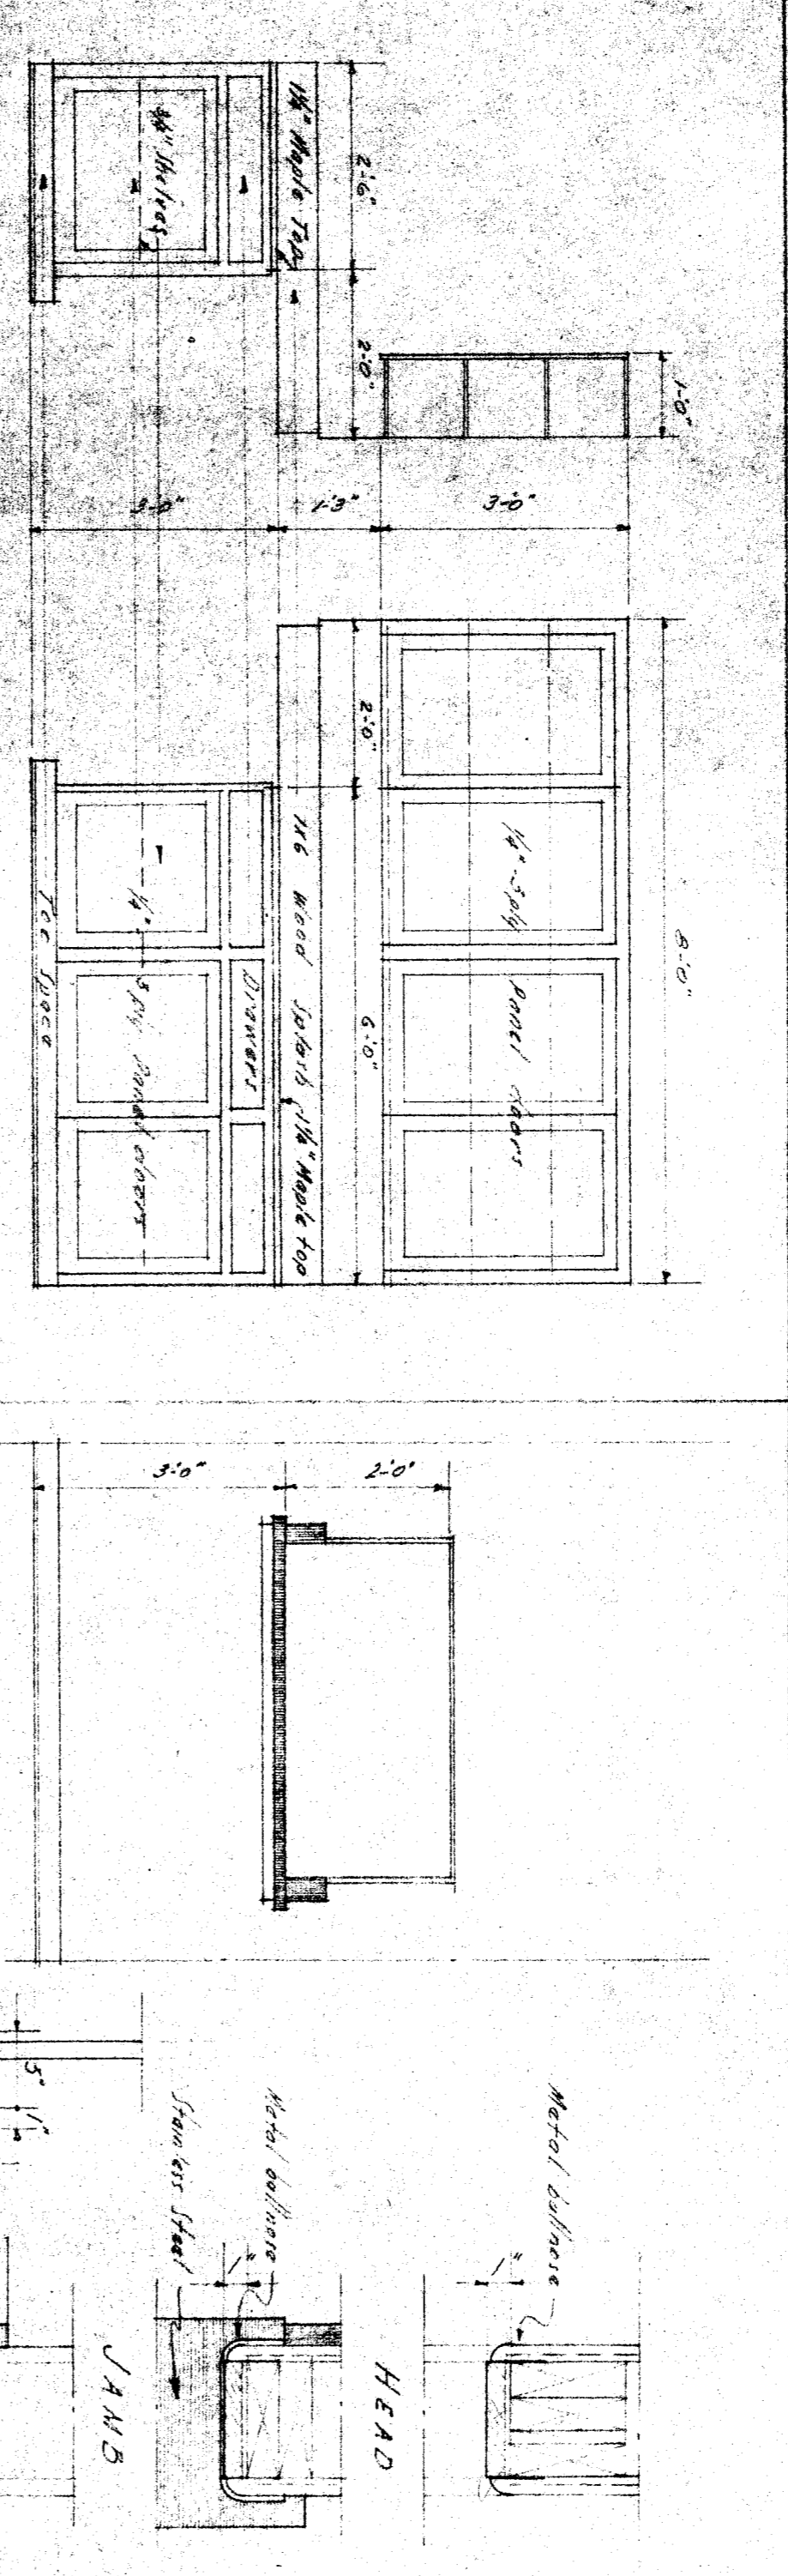 1'-0"
2'-6"
2'-0"
1⅛" Maple Top
¾" Shelves
3'-0"
1'-3"
3'-0"
8'-0"
¼" - 3 ply Panel doors
2'-0"
6'-0"
1x6 Wood Splash
1⅛" Maple top
Drawers
¼" - 3 ply Panel doors
Toe Space
2'-0"
3'-0"
Metal bullnose
1"
HEAD
Metal bullnose
1"
Stainless Steel
JAMB
5"
1"